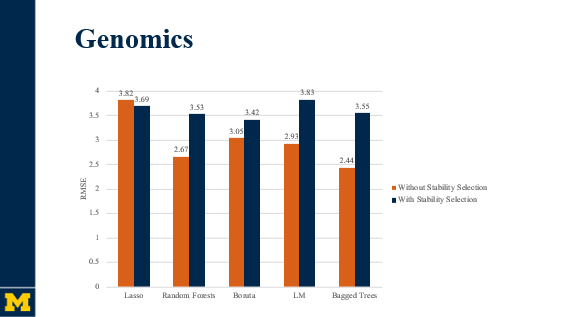 Genomics
4
3.5
3
2.5
2
1.5
1
0.5
0
RMSE
3.82
3.69
2.67
3.53
3.05
3.42
2.93
3.83
2.44
3.55
Lasso
Random Forests
Boruta
LM
Bagged Trees
Without Stability Selection
With Stability Selection
M